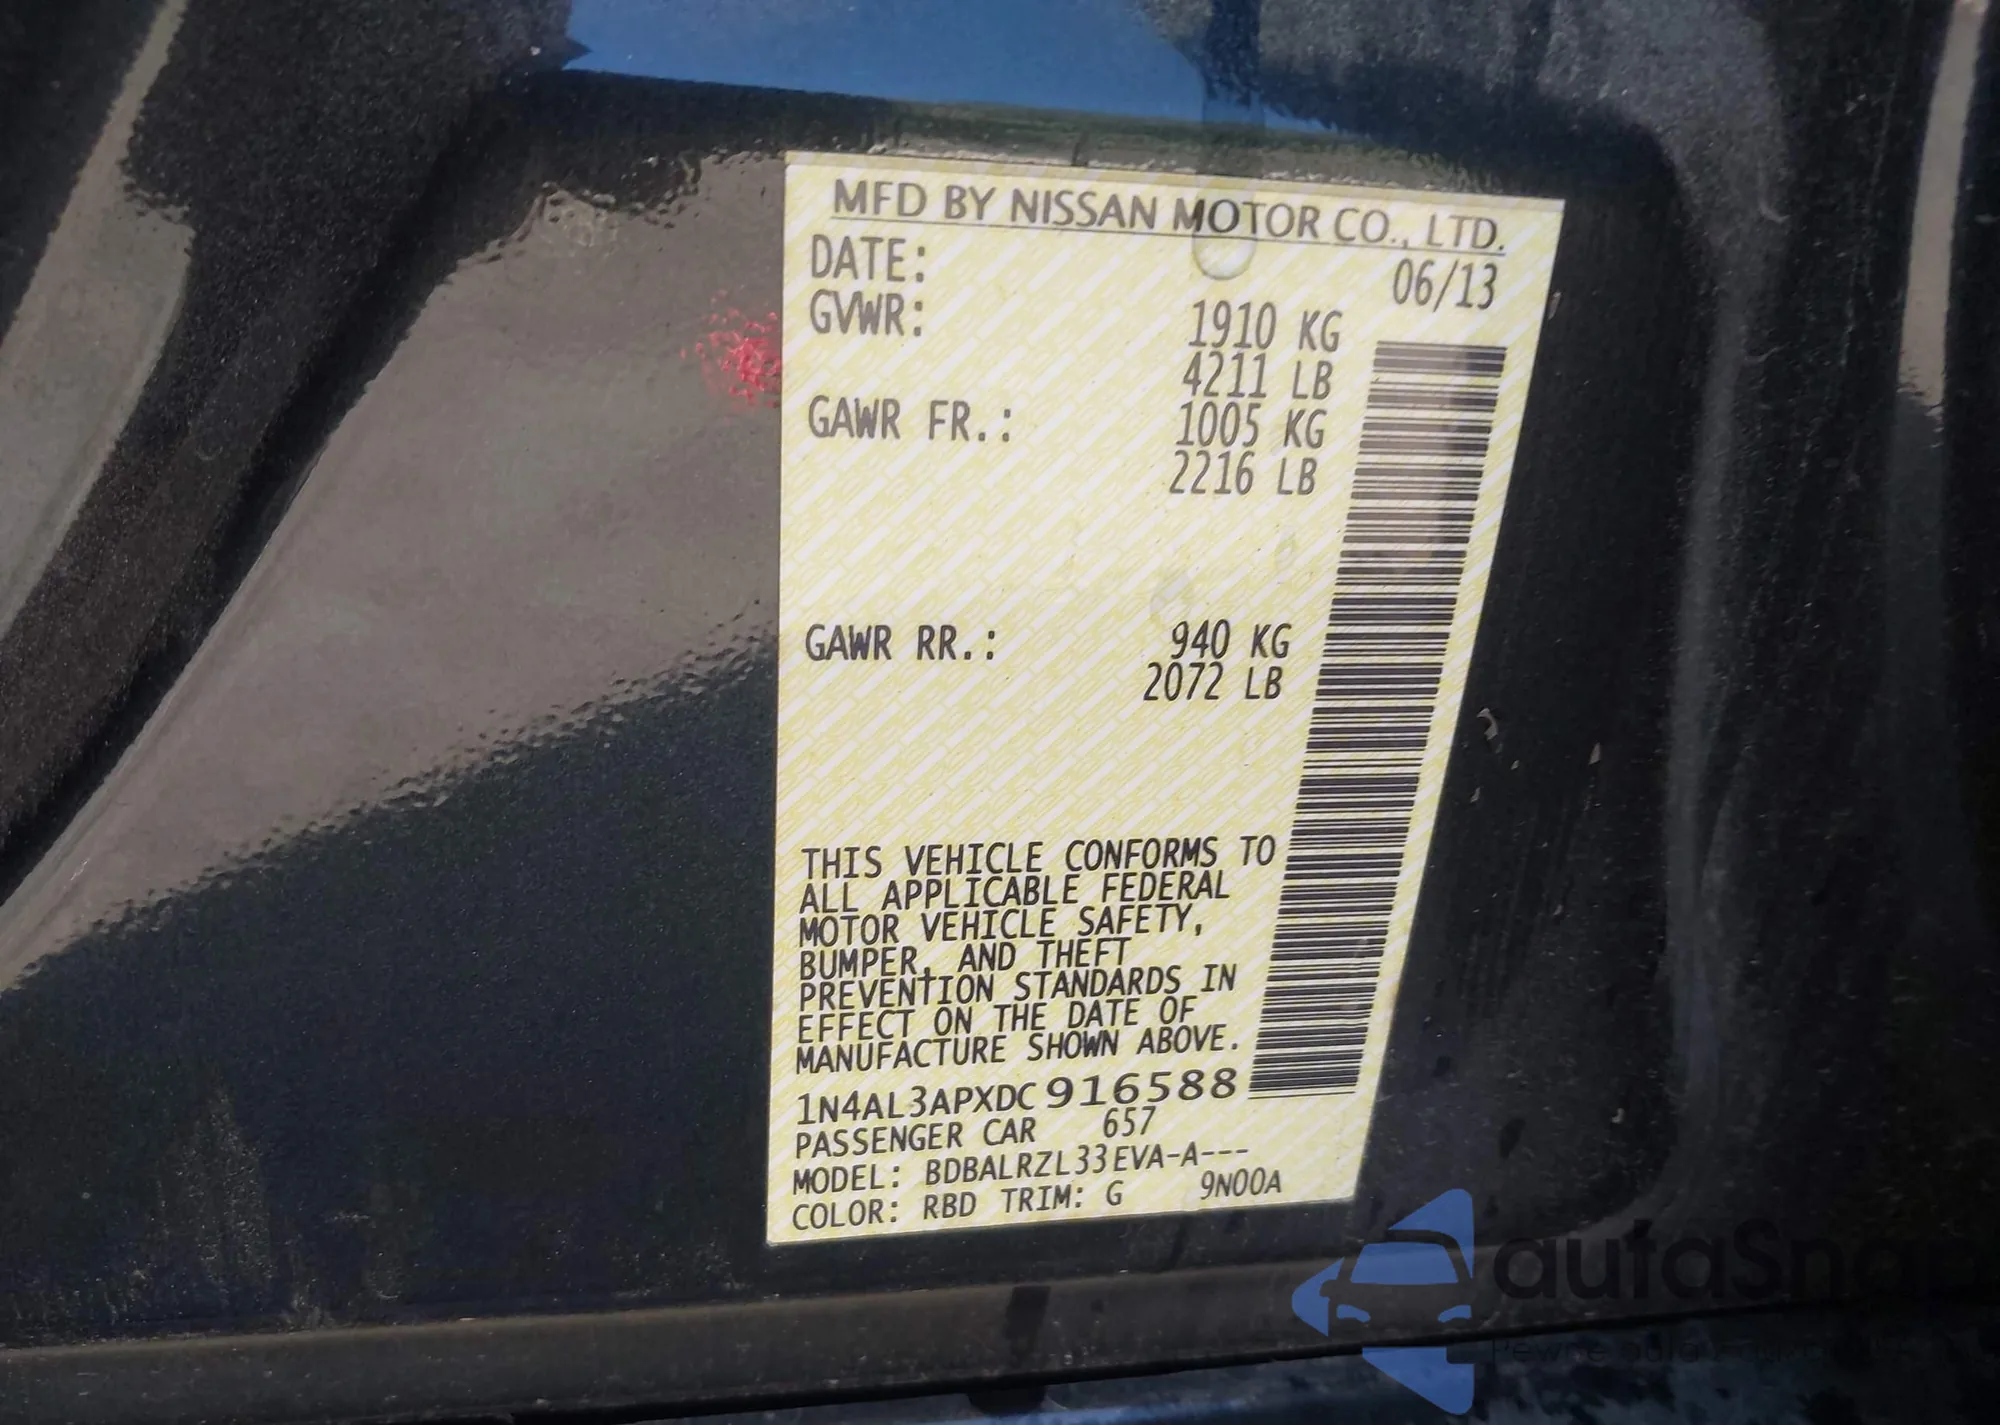 MFD BY NISSAN MOTOR CO., LTD.
DATE: 06/13
GVWR: 1910 KG
4211 LB
GAWR FR.: 1005 KG
2216 LB
GAWR RR.: 940 KG
2072 LB
THIS VEHICLE CONFORMS TO
ALL APPLICABLE FEDERAL
MOTOR VEHICLE SAFETY,
BUMPER, AND THEFT
PREVENTION STANDARDS IN
EFFECT ON THE DATE OF
MANUFACTURE SHOWN ABOVE.
1N4AL3APXDC916588
PASSENGER CAR 657
MODEL: BDBALRZL33EVA-A---
COLOR: RBD TRIM: G 9N00A
autaSna
Pewne auta